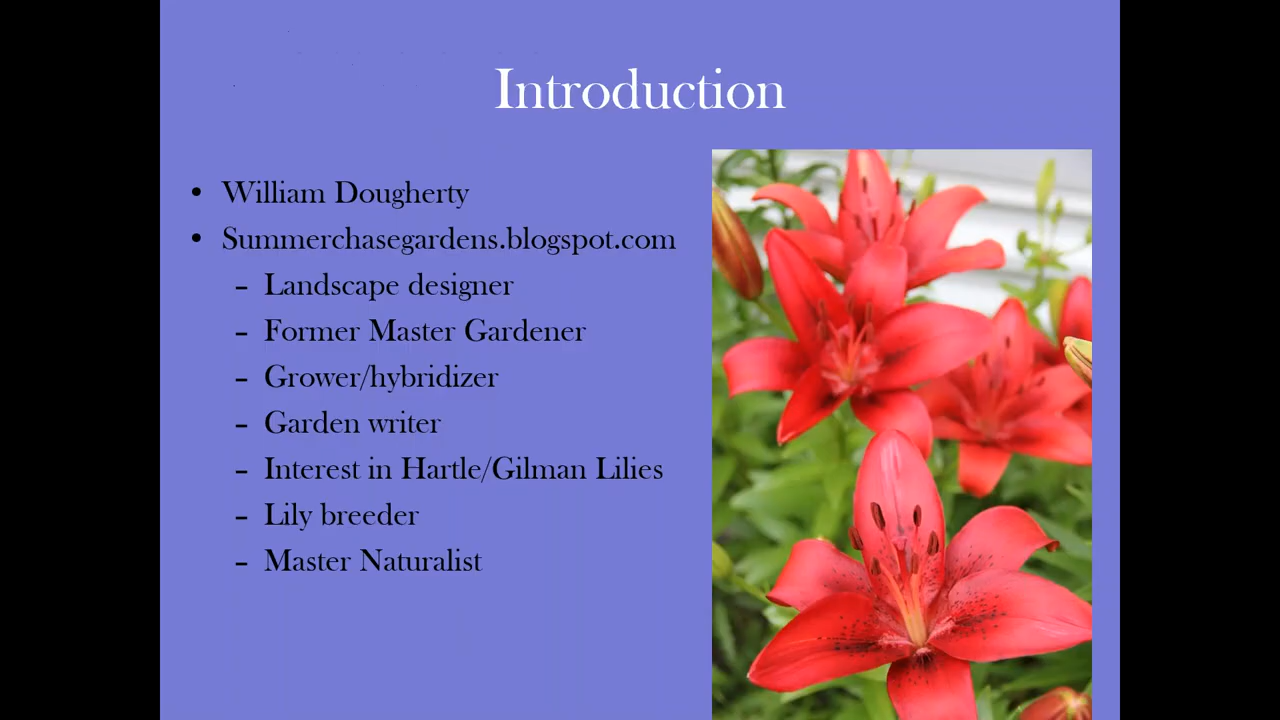 Introduction
• William Dougherty
• Summerchasegardens.blogspot.com
– Landscape designer
– Former Master Gardener
– Grower/hybridizer
– Garden writer
– Interest in Hartle/Gilman Lilies
– Lily breeder
– Master Naturalist